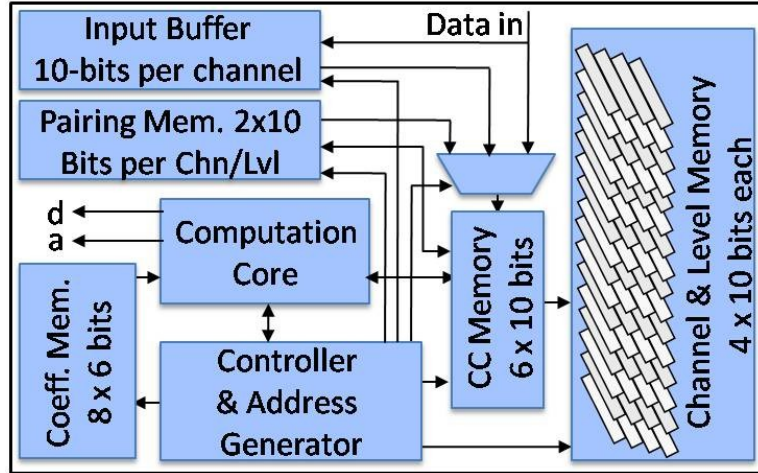 Input Buffer
10-bits per channel
Data in
Pairing Mem. 2x10
Bits per Chn/Lvl
d
a
Computation
Core
Coeff. Mem.
8 x 6 bits
Controller
& Address
Generator
CC Memory
6 x 10 bits
Channel & Level Memory
4 x 10 bits each